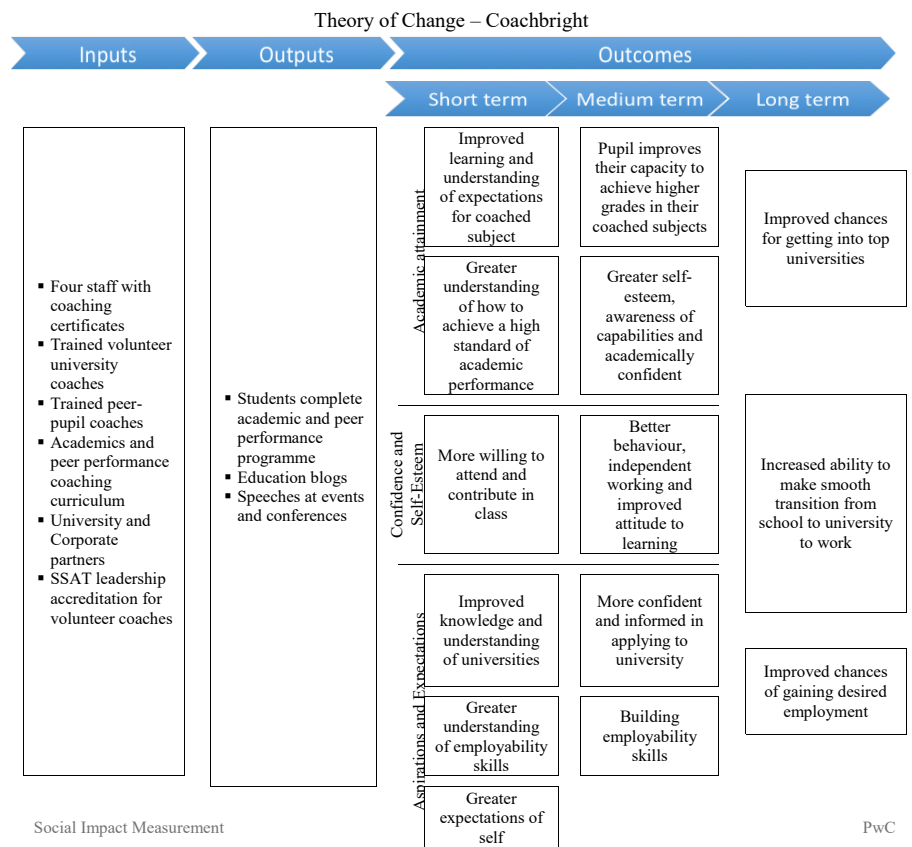 Theory of Change – Coachbright
Inputs
Outputs
Outcomes
Short term
Medium term
Long term
▪ Four staff with
coaching
certificates
▪ Trained volunteer
university
coaches
▪ Trained peer-
pupil coaches
▪ Academics and
peer performance
coaching
curriculum
▪ University and
Corporate
partners
▪ SSAT leadership
accreditation for
volunteer coaches
▪ Students complete
academic and peer
performance
programme
▪ Education blogs
▪ Speeches at events
and conferences
Academic attainment
Improved
learning and
understanding
of expectations
for coached
subject
Pupil improves
their capacity to
achieve higher
grades in their
coached subjects
Greater
understanding
of how to
achieve a high
standard of
academic
performance
Greater self-
esteem,
awareness of
capabilities and
academically
confident
Confidence and
Self-Esteem
More willing to
attend and
contribute in
class
Better
behaviour,
independent
working and
improved
attitude to
learning
Aspirations and Expectations
Improved
knowledge and
understanding
of universities
More confident
and informed in
applying to
university
Greater
understanding
of employability
skills
Building
employability
skills
Greater
expectations of
self
Improved chances
for getting into top
universities
Increased ability to
make smooth
transition from
school to university
to work
Improved chances
of gaining desired
employment
Social Impact Measurement
PwC